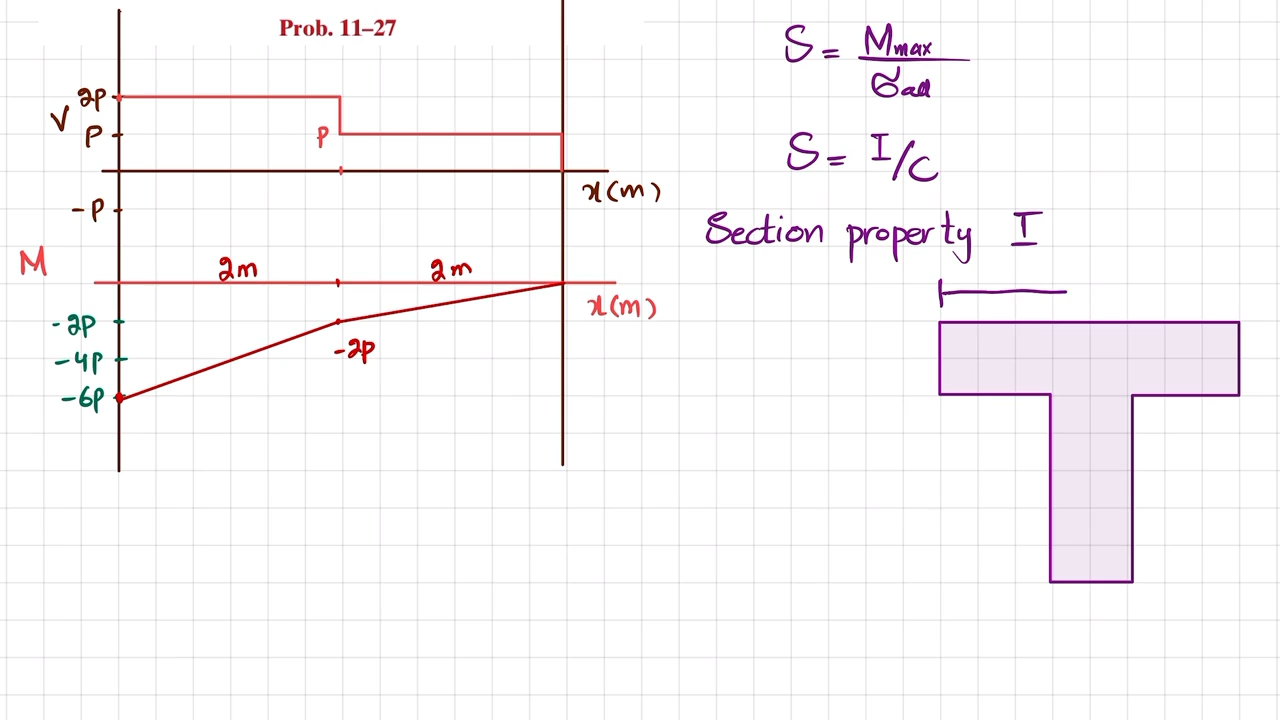 Prob. 11–27
2P
V
P
P
-P
x(m)
M
2m
2m
x(m)
-2P
-2P
-4P
-6P
S = Mmax / σall
S = I/C
Section property I